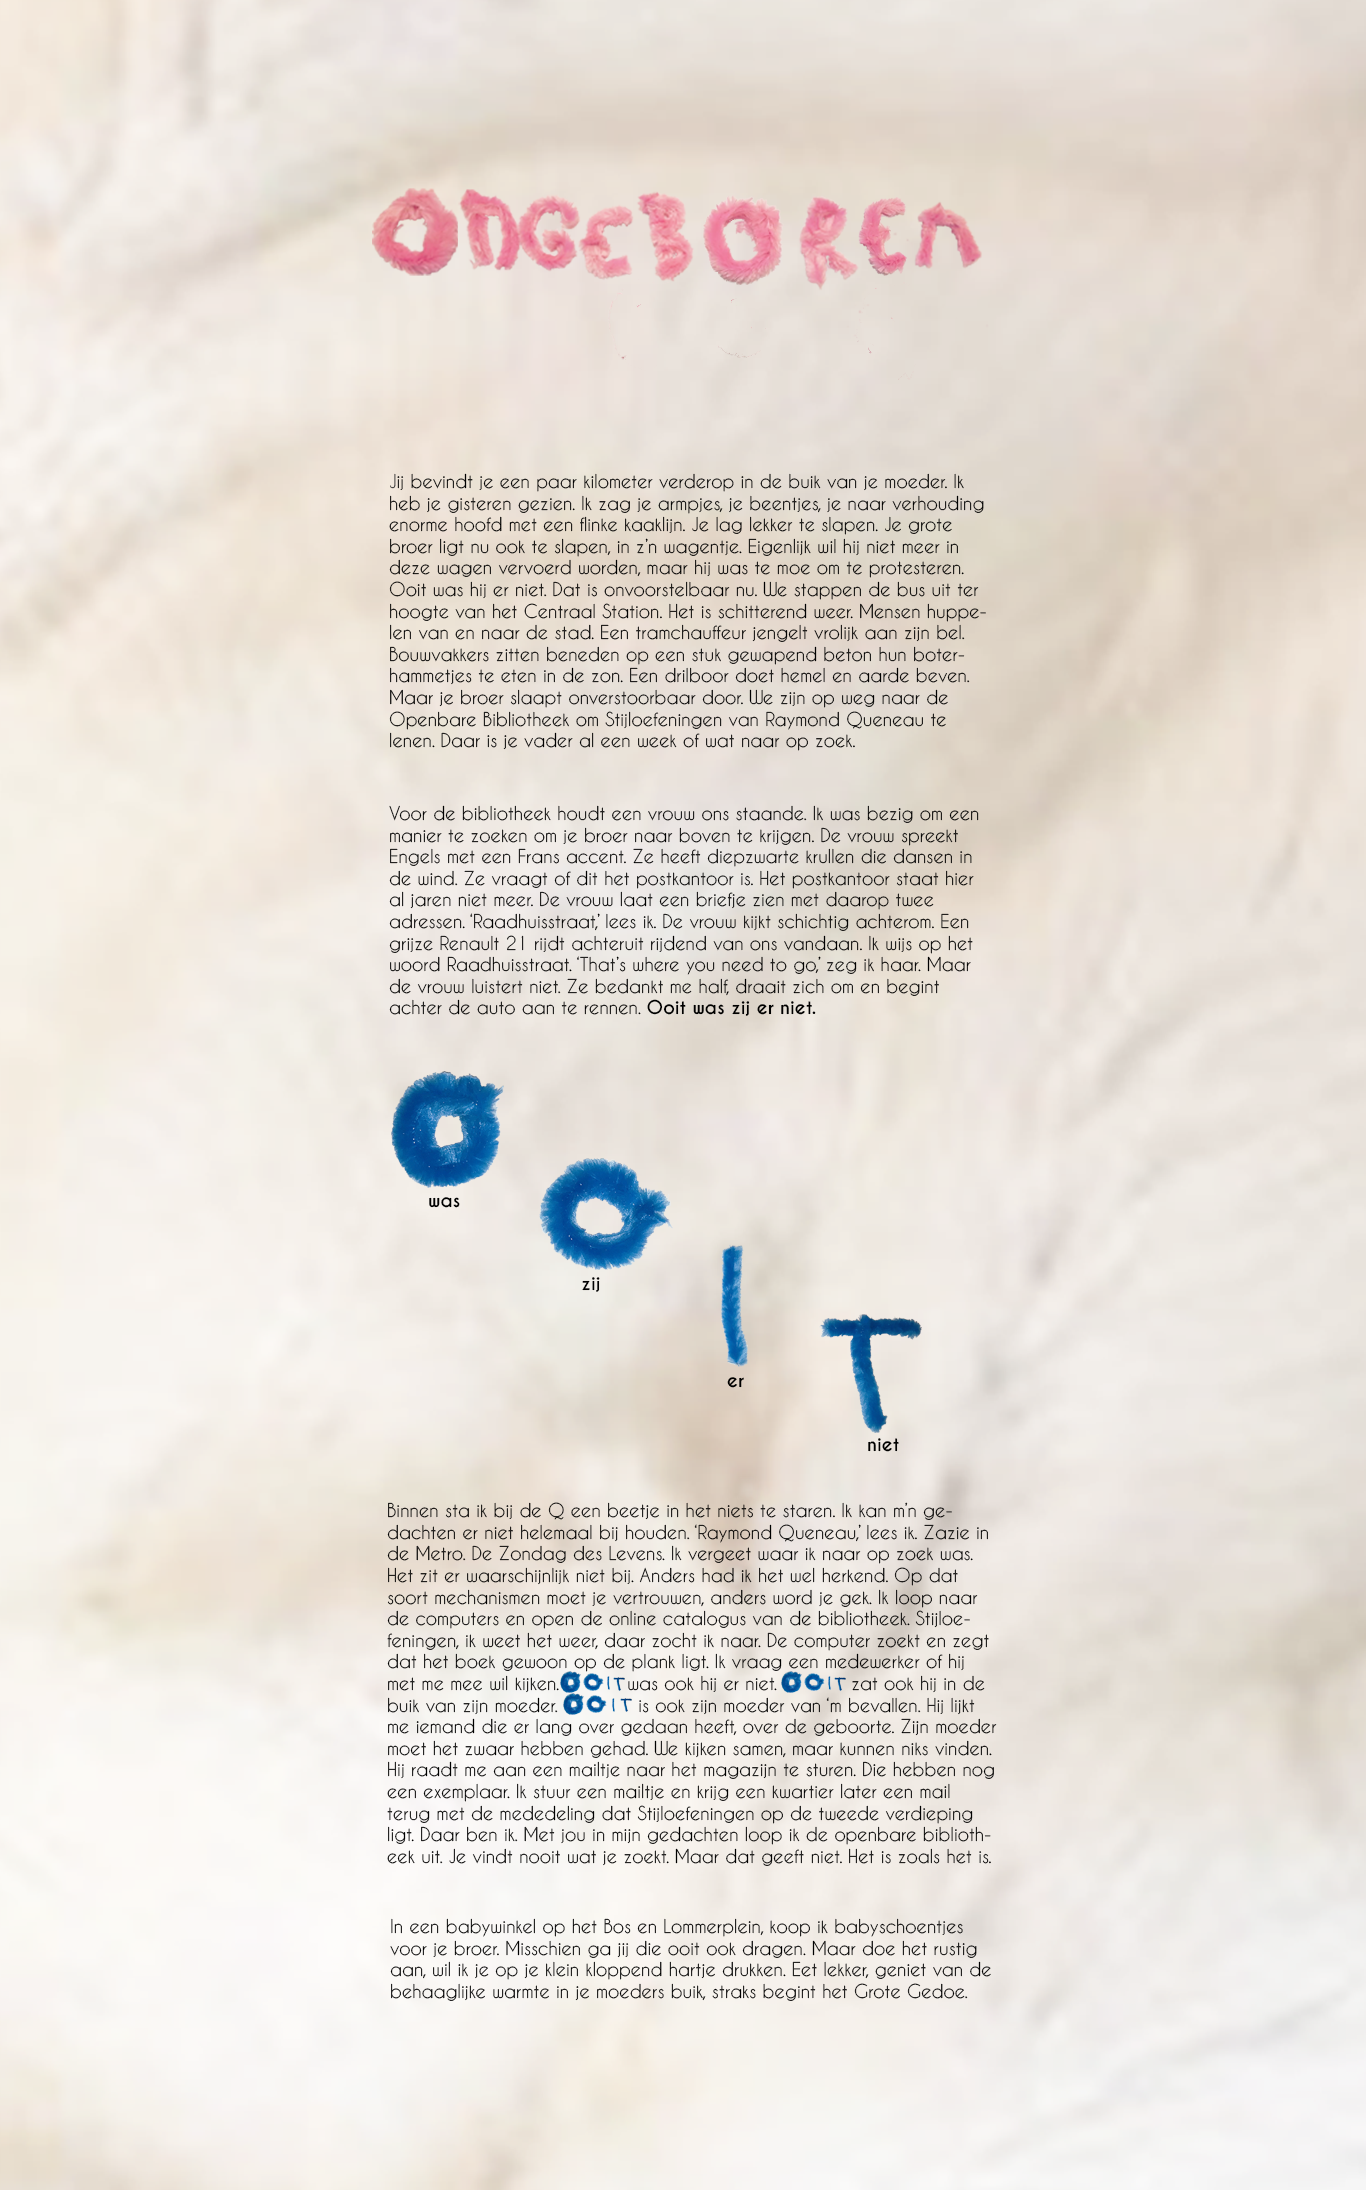 ONGEBOREN
Jij bevindt je een paar kilometer verderop in de buik van je moeder. Ik
heb je gisteren gezien. Ik zag je armpjes, je beentjes, je naar verhouding
enorme hoofd met een flinke kaaklijn. Je lag lekker te slapen. Je grote
broer ligt nu ook te slapen, in z'n wagentje. Eigenlijk wil hij niet meer in
deze wagen vervoerd worden, maar hij was te moe om te protesteren.
Ooit was hij er niet. Dat is onvoorstelbaar nu. We stappen de bus uit ter
hoogte van het Centraal Station. Het is schitterend weer. Mensen huppe-
len van en naar de stad. Een tramchauffeur jengelt vrolijk aan zijn bel.
Bouwvakkers zitten beneden op een stuk gewapend beton hun boter-
hammetjes te eten in de zon. Een drilboor doet hemel en aarde beven.
Maar je broer slaapt onverstoorbaar door. We zijn op weg naar de
Openbare Bibliotheek om Stijloefeningen van Raymond Queneau te
lenen. Daar is je vader al een week of wat naar op zoek.
Voor de bibliotheek houdt een vrouw ons staande. Ik was bezig om een
manier te zoeken om je broer naar boven te krijgen. De vrouw spreekt
Engels met een Frans accent. Ze heeft diepzwarte krullen die dansen in
de wind. Ze vraagt of dit het postkantoor is. Het postkantoor staat hier
al jaren niet meer. De vrouw laat een briefje zien met daarop twee
adressen. ‘Raadhuisstraat,’ lees ik. De vrouw kijkt schichtig achterom. Een
grijze Renault 21 rijdt achteruit rijdend van ons vandaan. Ik wijs op het
woord Raadhuisstraat. ‘That's where you need to go,’ zeg ik haar. Maar
de vrouw luistert niet. Ze bedankt me half, draait zich om en begint
achter de auto aan te rennen. Ooit was zij er niet.
O
was
O
zij
I
er
T
niet
Binnen sta ik bij de Q een beetje in het niets te staren. Ik kan m'n ge-
dachten er niet helemaal bij houden. ‘Raymond Queneau,’ lees ik. Zazie in
de Metro. De Zondag des Levens. Ik vergeet waar ik naar op zoek was.
Het zit er waarschijnlijk niet bij. Anders had ik het wel herkend. Op dat
soort mechanismen moet je vertrouwen, anders word je gek. Ik loop naar
de computers en open de online catalogus van de bibliotheek. Stijloe-
feningen, ik weet het weer, daar zocht ik naar. De computer zoekt en zegt
dat het boek gewoon op de plank ligt. Ik vraag een medewerker of hij
met me mee wil kijken. OOIT was ook hij er niet. OOIT zat ook hij in de
buik van zijn moeder. OOIT is ook zijn moeder van ‘m bevallen. Hij lijkt
me iemand die er lang over gedaan heeft, over de geboorte. Zijn moeder
moet het zwaar hebben gehad. We kijken samen, maar kunnen niks vinden.
Hij raadt me aan een mailtje naar het magazijn te sturen. Die hebben nog
een exemplaar. Ik stuur een mailtje en krijg een kwartier later een mail
terug met de mededeling dat Stijloefeningen op de tweede verdieping
ligt. Daar ben ik. Met jou in mijn gedachten loop ik de openbare biblioth-
eek uit. Je vindt nooit wat je zoekt. Maar dat geeft niet. Het is zoals het is.
In een babywinkel op het Bos en Lommerplein, koop ik babyschoentjes
voor je broer. Misschien ga jij die ooit ook dragen. Maar doe het rustig
aan, wil ik je op je klein kloppend hartje drukken. Eet lekker, geniet van de
behaaglijke warmte in je moeders buik, straks begint het Grote Gedoe.